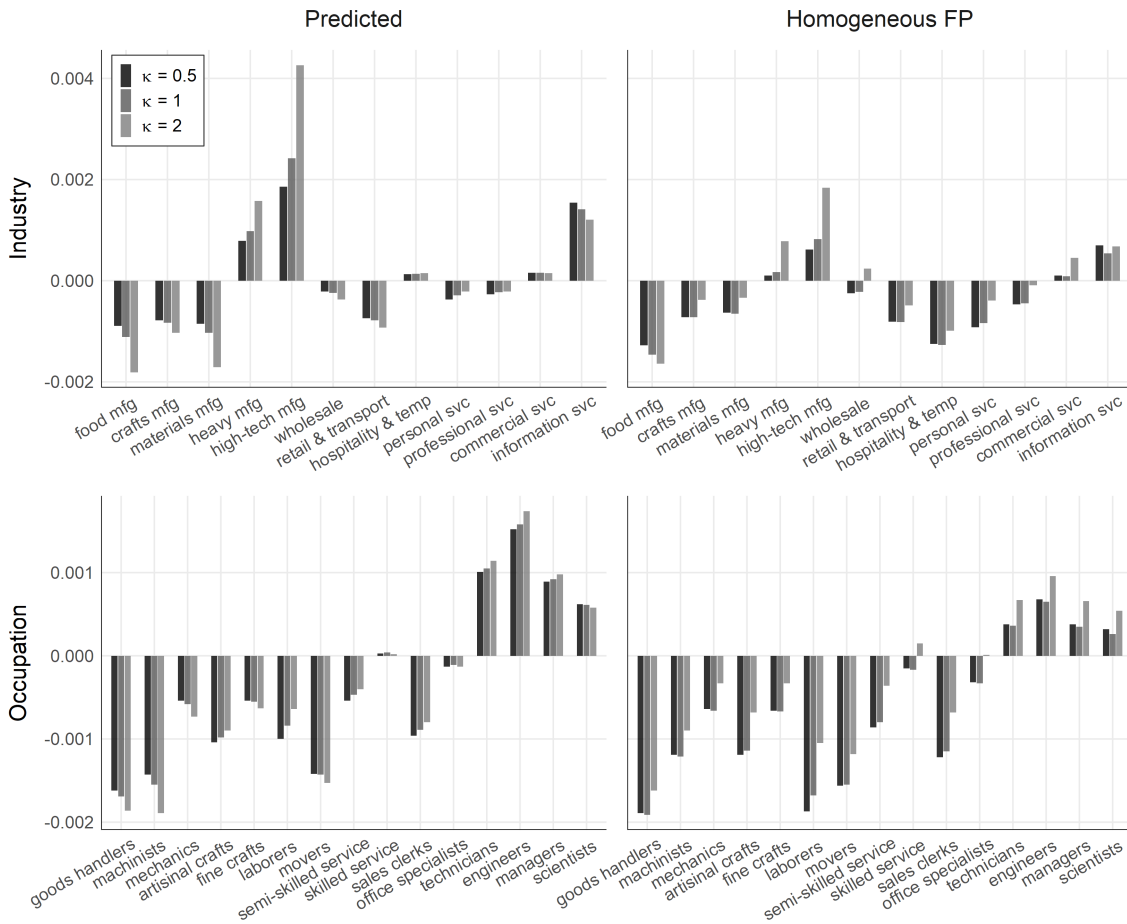 Predicted
Homogeneous FP
Industry
0.004
0.002
0.000
-0.002
κ = 0.5
κ = 1
κ = 2
food mfg
crafts mfg
materials mfg
heavy mfg
high-tech mfg
wholesale
retail & transport
hospitality & temp
personal svc
professional svc
commercial svc
information svc
food mfg
crafts mfg
materials mfg
heavy mfg
high-tech mfg
wholesale
retail & transport
hospitality & temp
personal svc
professional svc
commercial svc
information svc
Occupation
0.001
0.000
-0.001
-0.002
goods handlers
machinists
mechanics
artisinal crafts
fine crafts
laborers
movers
semi-skilled service
skilled service
sales clerks
office specialists
technicians
engineers
managers
scientists
goods handlers
machinists
mechanics
artisinal crafts
fine crafts
laborers
movers
semi-skilled service
skilled service
sales clerks
office specialists
technicians
engineers
managers
scientists